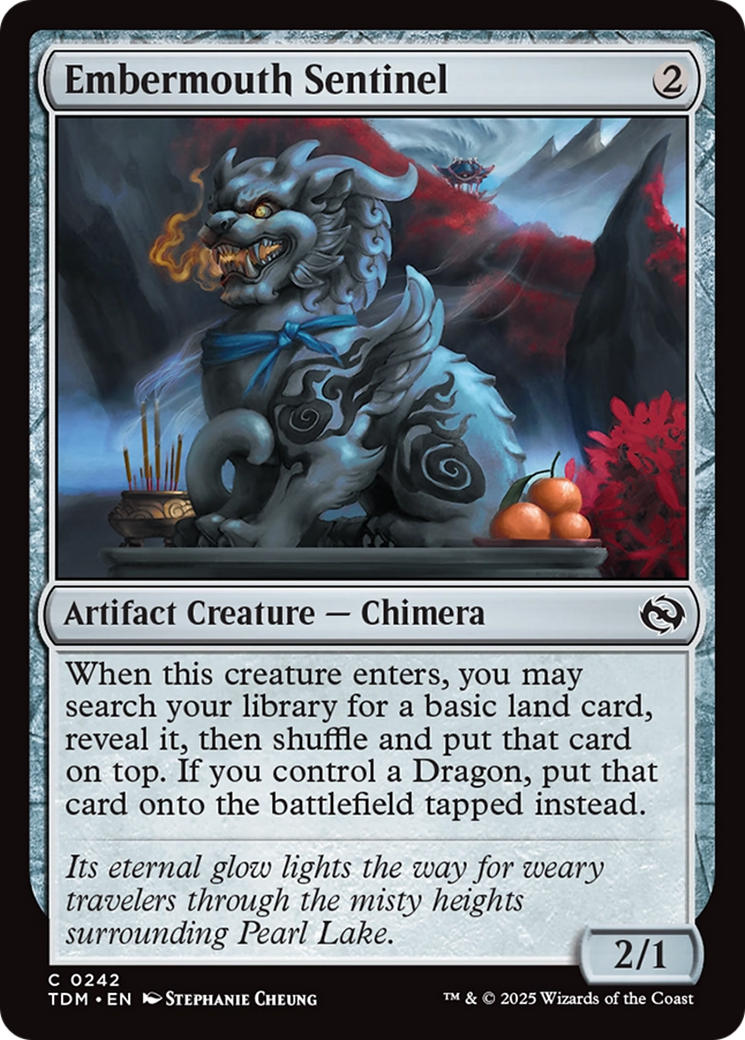 Embermouth Sentinel 2
Artifact Creature — Chimera
When this creature enters, you may
search your library for a basic land card,
reveal it, then shuffle and put that card
on top. If you control a Dragon, put that
card onto the battlefield tapped instead.
Its eternal glow lights the way for weary
travelers through the misty heights
surrounding Pearl Lake.
2/1
C 0242
TDM • EN Stephanie Cheung
™ & © 2025 Wizards of the Coast